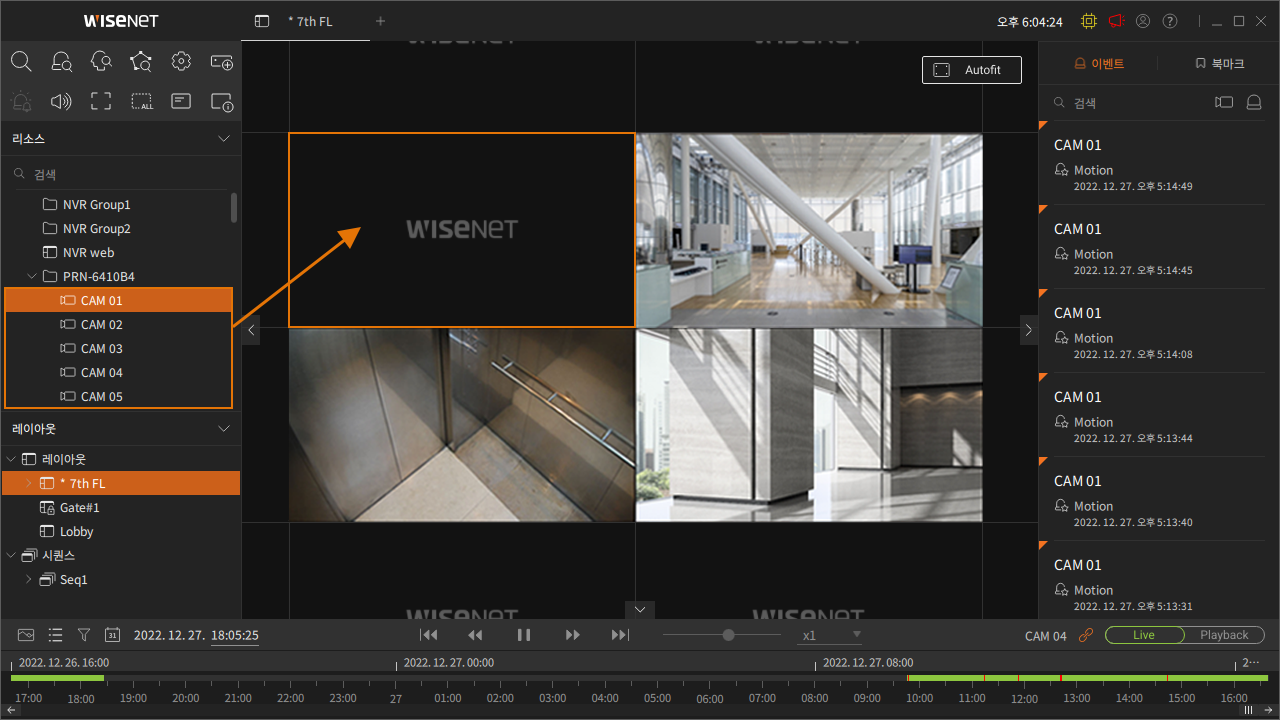 WISENET
* 7th FL
오후 6:04:24
리소스
검색
NVR Group1
NVR Group2
NVR web
PRN-6410B4
CAM 01
CAM 02
CAM 03
CAM 04
CAM 05
레이아웃
레이아웃
* 7th FL
Gate#1
Lobby
시퀀스
Seq1
ALL
WISENET
WISENET
Autofit
WISENET
WISENET
WISENET
이벤트
북마크
검색
CAM 01
Motion
2022. 12. 27. 오후 5:14:49
CAM 01
Motion
2022. 12. 27. 오후 5:14:45
CAM 01
Motion
2022. 12. 27. 오후 5:14:08
CAM 01
Motion
2022. 12. 27. 오후 5:13:44
CAM 01
Motion
2022. 12. 27. 오후 5:13:40
CAM 01
Motion
2022. 12. 27. 오후 5:13:31
31
2022. 12. 27. 18:05:25
x1
CAM 04
Live
Playback
2022. 12. 26. 16:00
2022. 12. 27. 00:00
2022. 12. 27. 08:00
2···
17:00 18:00 19:00 20:00 21:00 22:00 23:00 27 01:00 02:00 03:00 04:00 05:00 06:00 07:00 08:00 09:00 10:00 11:00 12:00 13:00 14:00 15:00 16:00